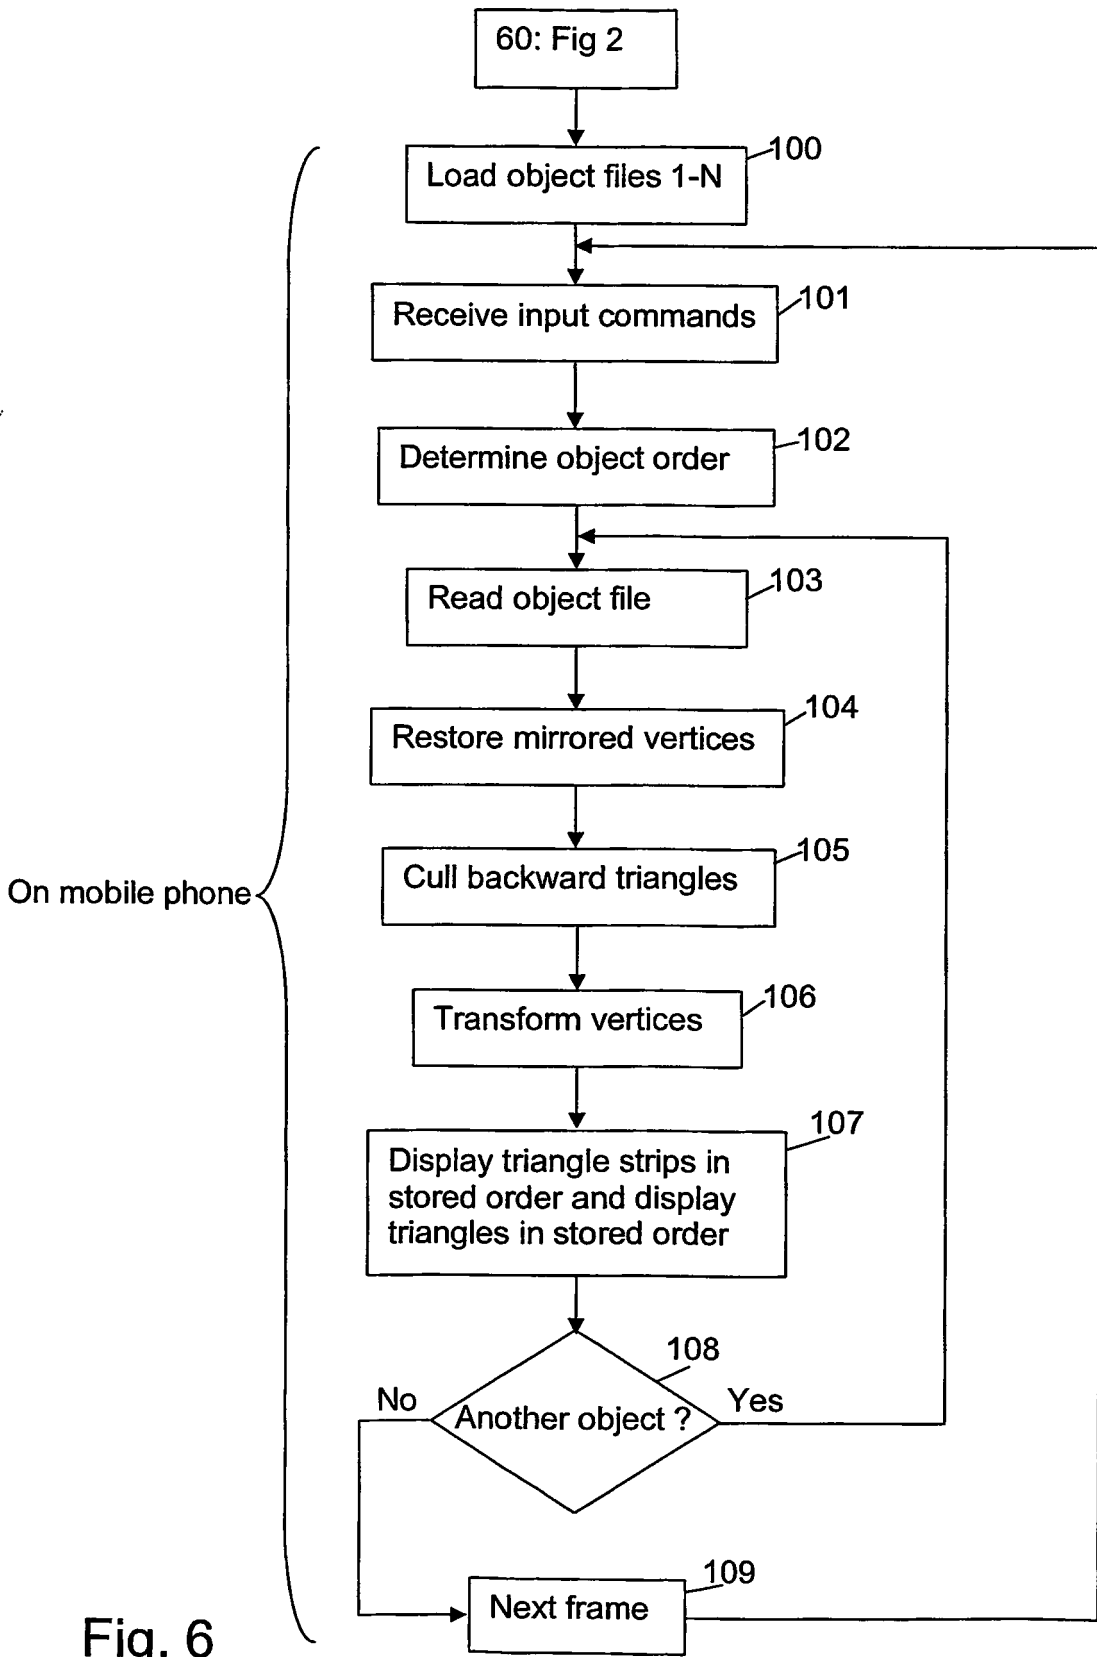 60: Fig 2
100
Load object files 1-N
101
Receive input commands
102
Determine object order
103
Read object file
104
Restore mirrored vertices
105
Cull backward triangles
On mobile phone
106
Transform vertices
107
Display triangle strips in
stored order and display
triangles in stored order
108
No
Yes
Another object ?
109
Next frame
Fig. 6